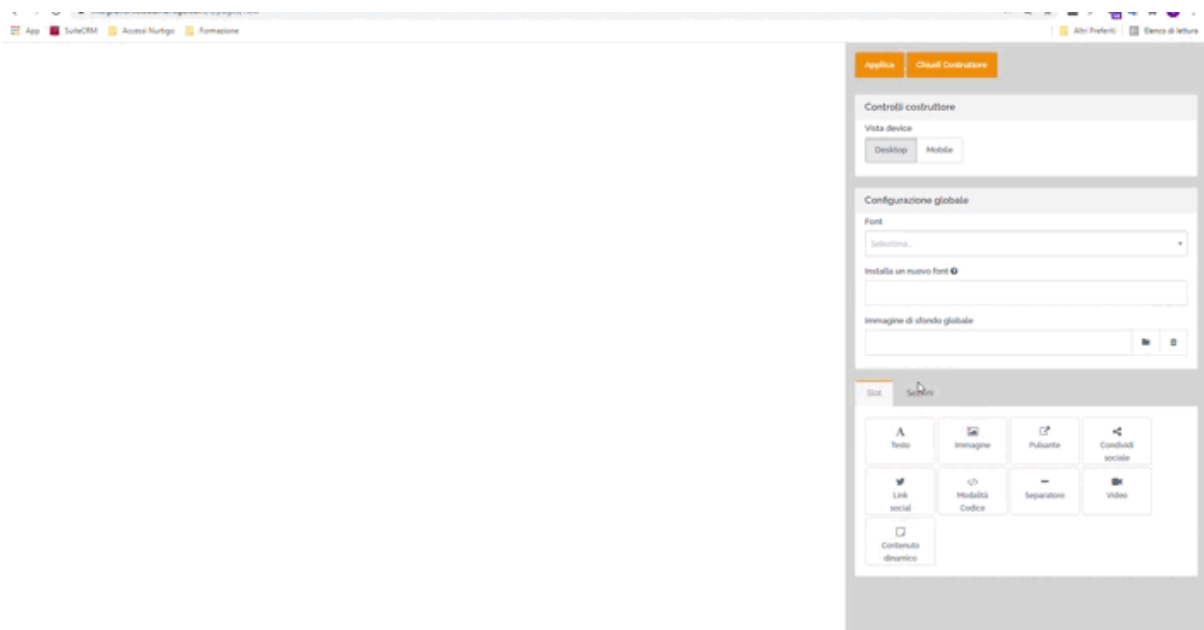 App SuiteCRM Accessi Nurtigo Formazione Altri Preferiti Elenco di lettura
Applica Chiudi Costruttore
Controlli costruttore
Vista device
Desktop Mobile
Configurazione globale
Font
Seleziona..
Installa un nuovo font
Immagine di sfondo globale
Slot
A
Testo Immagine Pulsante Condividi
sociale
Link Modalità Separatore Video
social Codice
Contenuto
dinamico